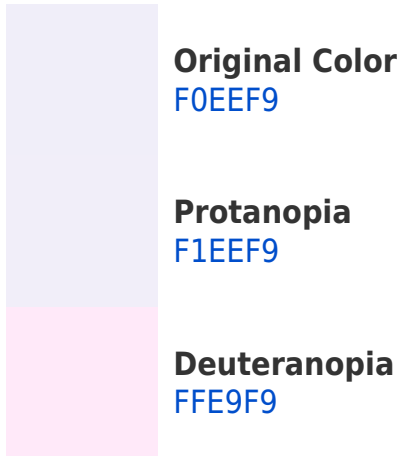 Original Color
F0EEF9
Protanopia
F1EEF9
Deuteranopia
FFE9F9